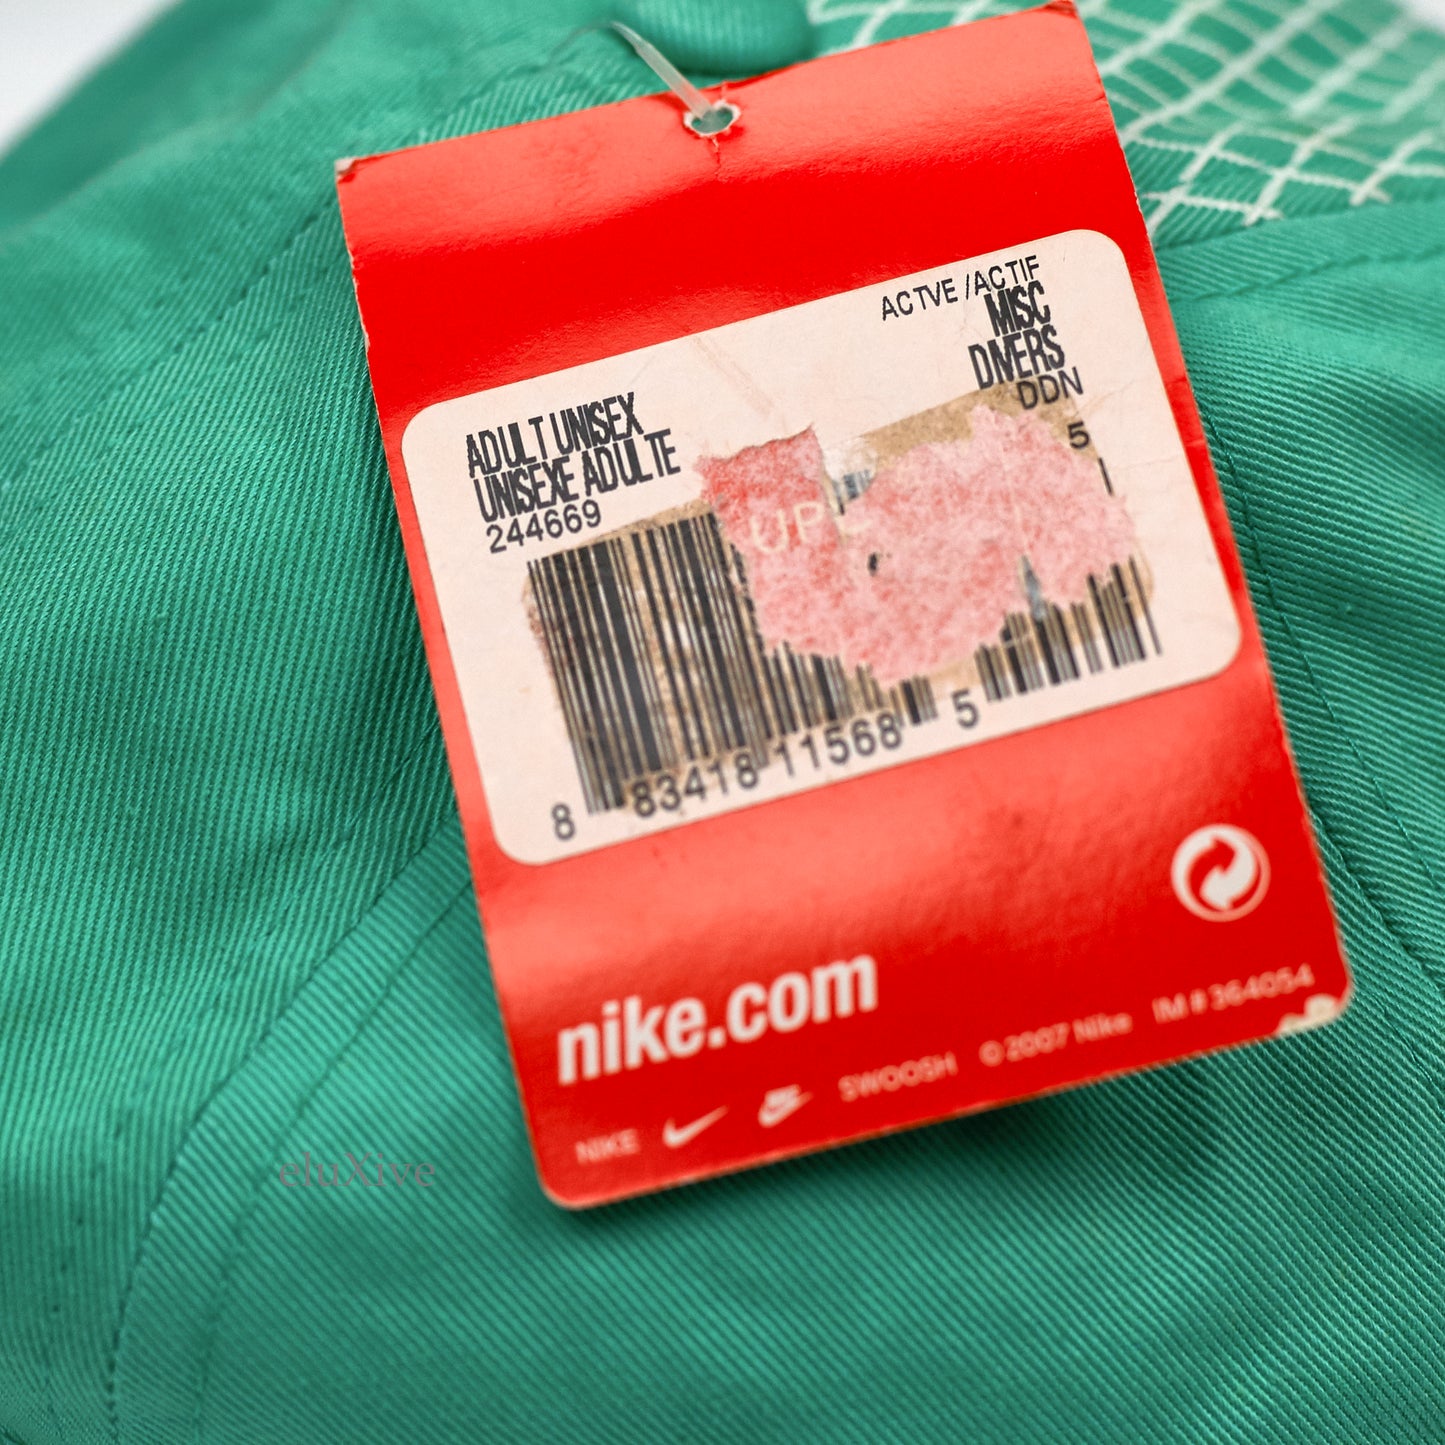 ACTVE /ACTIF
MISC
DIVERS
DDN
5
ADULT UNISEX
UNISEXE ADULTE
244669
8 83418 11568 5
nike.com
NIKE SWOOSH © 2007 Nike IM # 364054
eluXive